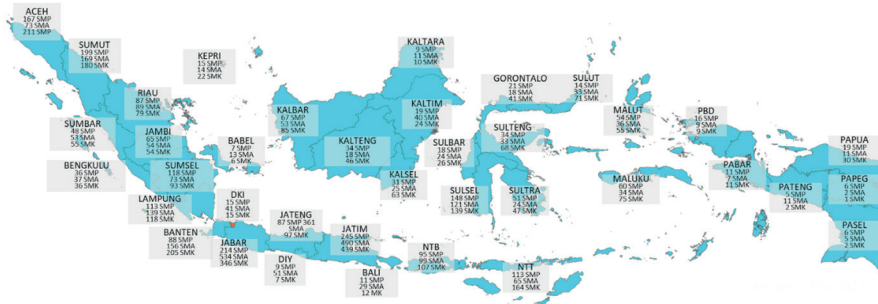 ACEH
167 SMP
73 SMA
211 SMP
SUMUT
199 SMP
169 SMA
180 SMK
KEPRI
15 SMP
14 SMA
22 SMK
RIAU
87 SMP
89 SMA
79 SMK
SUMBAR
48 SMP
53 SMA
55 SMK
JAMBI
65 SMP
54 SMA
54 SMK
BABEL
7 SMP
13 SMA
6 SMK
BENGKULU
36 SMP
37 SMA
36 SMK
SUMSEL
118 SMP
73 SMA
93 SMK
LAMPUNG
113 SMP
139 SMA
118 SMK
DKI
15 SMP
41 SMA
15 SMK
BANTEN
88 SMP
156 SMA
205 SMK
JABAR
214 SMP
534 SMA
346 SMK
JATENG
87 SMP 361
SMA
97 SMK
DIY
9 SMP
51 SMA
7 SMK
JATIM
245 SMP
490 SMA
439 SMK
BALI
11 SMP
29 SMA
12 MK
NTB
95 SMP
99 SMA
107 SMK
NTT
113 SMP
65 SMA
164 SMK
KALBAR
67 SMP
53 SMA
85 SMK
KALTENG
34 SMP
18 SMA
46 SMK
KALSEL
31 SMP
25 SMA
63 SMK
KALTIM
19 SMP
40 SMA
24 SMK
KALTARA
9 SMP
11 SMA
10 SMK
SULBAR
18 SMP
24 SMA
26 SMK
SULSEL
148 SMP
121 SMA
139 SMK
SULTRA
51 SMP
24 SMA
47 SMK
SULTENG
34 SMP
33 SMA
68 SMK
GORONTALO
21 SMP
18 SMA
41 SMK
SULUT
14 SMP
33 SMA
71 SMK
MALUT
54 SMP
36 SMA
55 SMK
MALUKU
60 SMP
34 SMA
75 SMK
PBD
16 SMP
9 SMA
9 SMK
PABAR
11 SMP
7 SMA
11 SMK
PATENG
5 SMP
11 SMA
2 SMK
PAPUA
19 SMP
11 SMA
30 SMK
PAPEG
6 SMP
2 SMA
1 SMK
PASEL
6 SMP
5 SMA
2 SMK